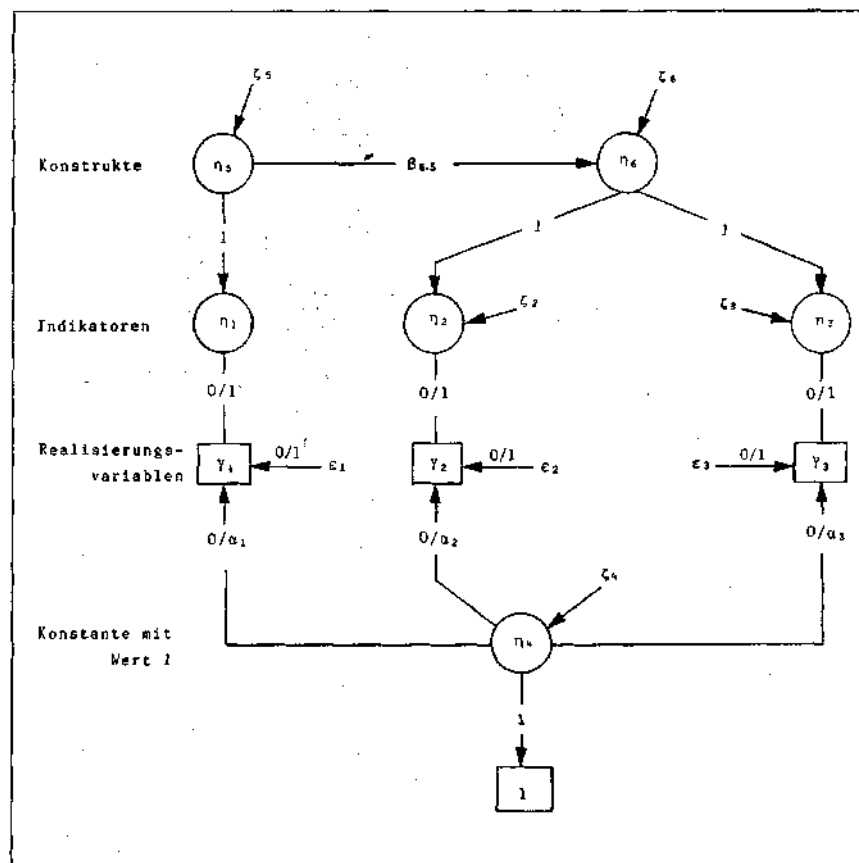 ζ₅ ζ₆
Konstrukte η₅ β₆.₅ η₆
1 1 1
Indikatoren η₁ η₂ ζ₂ ζ₃ η₃
0/1 0/1 0/1
Realisierungs-
variablen
Y₁ 0/1 ε₁ Y₂ 0/1 ε₂ ε₃ 0/1 Y₃
0/α₁ 0/α₂ 0/α₃
ζ₄
Konstante mit
Wert 1
η₄
1
1